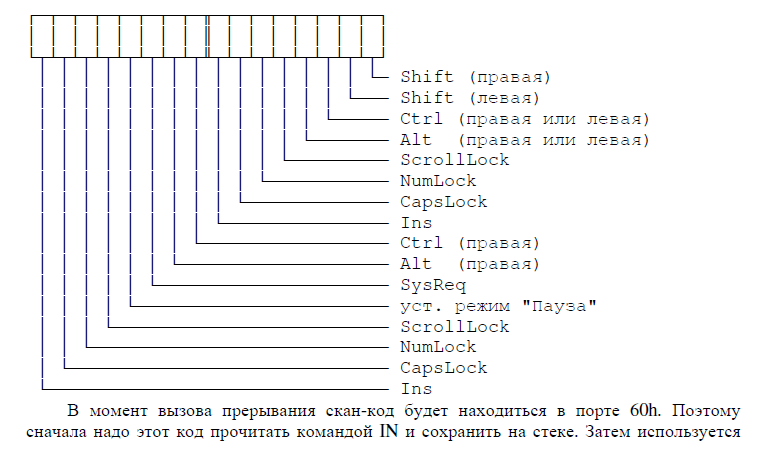 Shift (правая)
Shift (левая)
Ctrl (правая или левая)
Alt  (правая или левая)
ScrollLock
NumLock
CapsLock
Ins
Ctrl (правая)
Alt  (правая)
SysReq
уст. режим "Пауза"
ScrollLock
NumLock
CapsLock
Ins
В момент вызова прерывания скан-код будет находиться в порте 60h. Поэтому
сначала надо этот код прочитать командой IN и сохранить на стеке. Затем используется